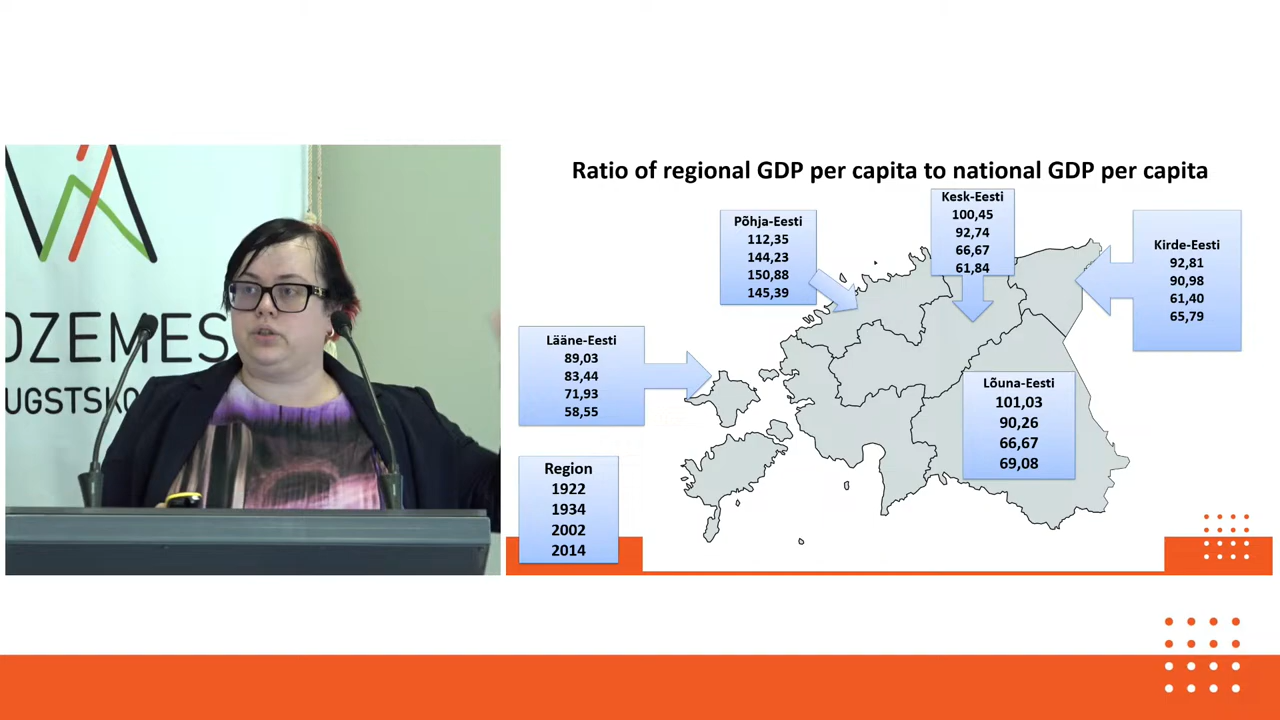 DZEMES
UGSTSKO
Ratio of regional GDP per capita to national GDP per capita
Põhja-Eesti
112,35
144,23
150,88
145,39
Kesk-Eesti
100,45
92,74
66,67
61,84
Kirde-Eesti
92,81
90,98
61,40
65,79
Lääne-Eesti
89,03
83,44
71,93
58,55
Lõuna-Eesti
101,03
90,26
66,67
69,08
Region
1922
1934
2002
2014